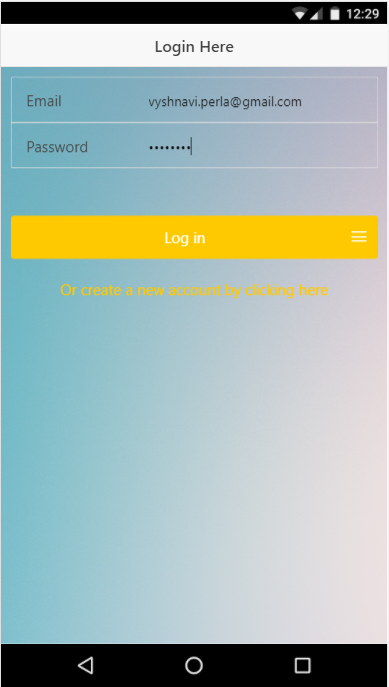 12:29
Login Here
Email vyshnavi.perla@gmail.com
Password ••••••••
Log in
Or create a new account by clicking here